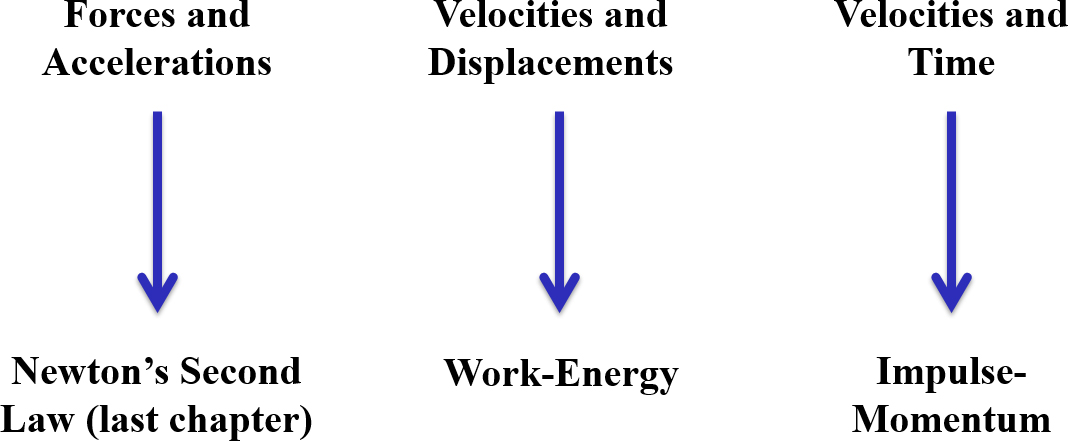 Forces and
Accelerations
Velocities and
Displacements
Velocities and
Time
Newton’s Second
Law (last chapter)
Work-Energy
Impulse-
Momentum